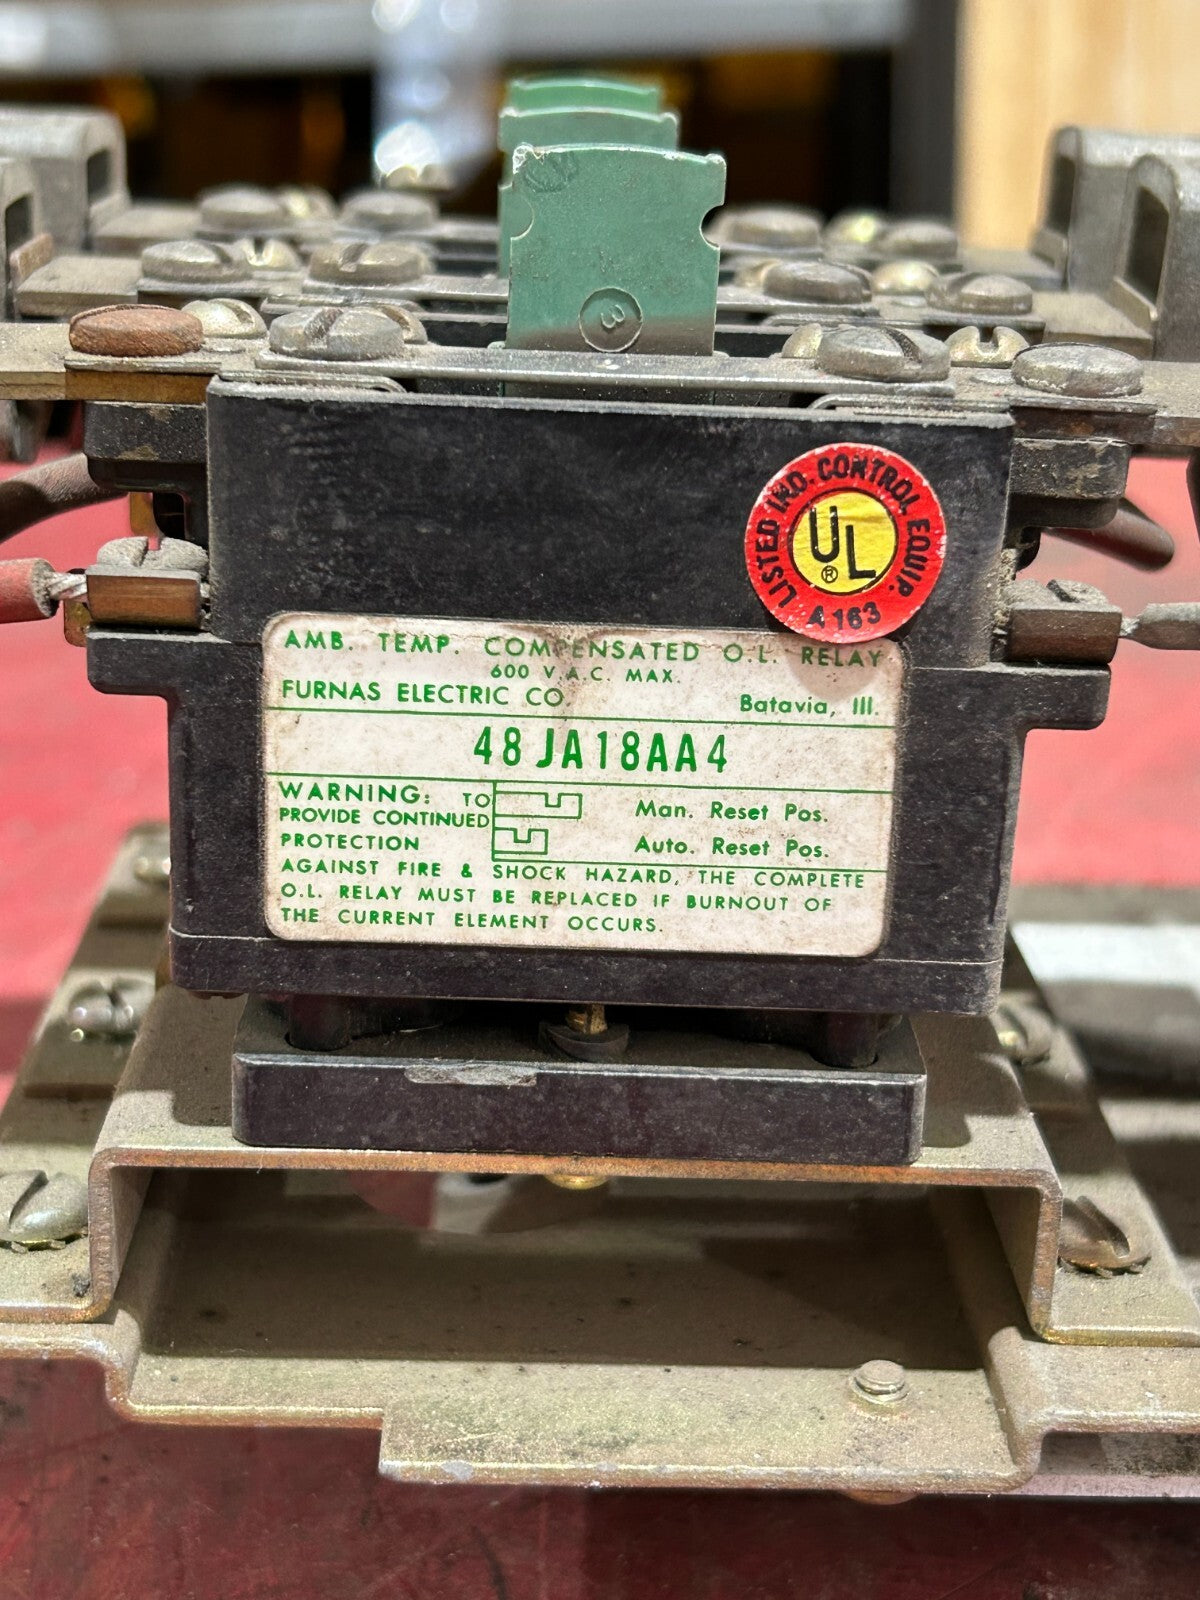 3
LISTED IND. CONTROL EQUIP.
UL
®
A 163
AMB. TEMP. COMPENSATED O.L. RELAY
600 V.A.C. MAX.
FURNAS ELECTRIC CO. Batavia, Ill.
48JA18AA4
WARNING: TO
PROVIDE CONTINUED
PROTECTION
Man. Reset Pos.
Auto. Reset Pos.
AGAINST FIRE & SHOCK HAZARD, THE COMPLETE
O.L. RELAY MUST BE REPLACED IF BURNOUT OF
THE CURRENT ELEMENT OCCURS.